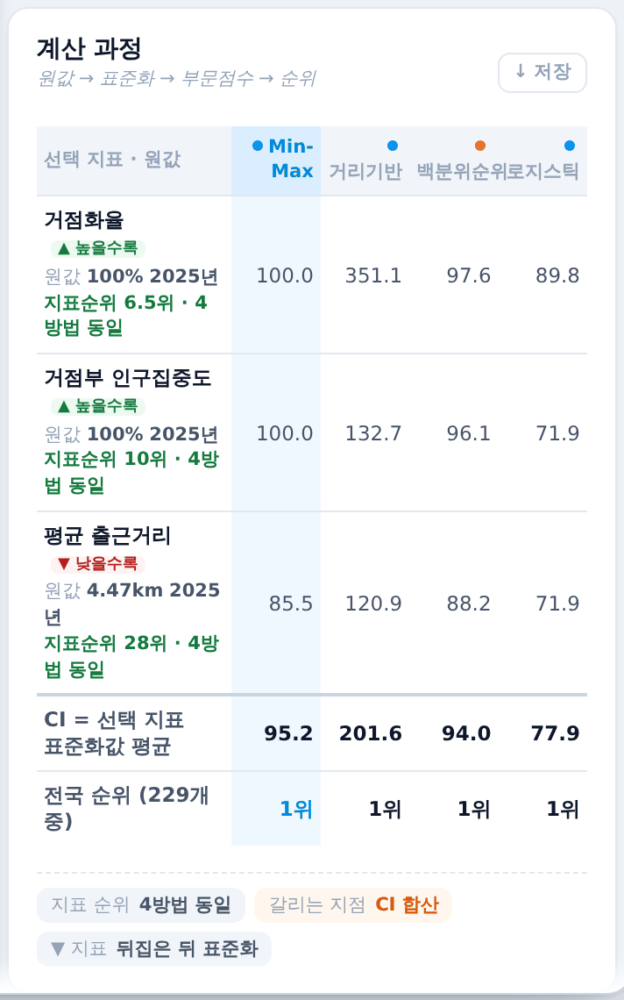 계산 과정
원값 → 표준화 → 부문점수 → 순위
↓ 저장
선택 지표 · 원값
Min-
Max
거리기반
백분위순위
로지스틱
거점화율
▲ 높을수록
원값 100% 2025년
지표순위 6.5위 · 4
방법 동일
100.0 351.1 97.6 89.8
거점부 인구집중도
▲ 높을수록
원값 100% 2025년
지표순위 10위 · 4방
법 동일
100.0 132.7 96.1 71.9
평균 출근거리
▼ 낮을수록
원값 4.47km 2025
년
지표순위 28위 · 4방
법 동일
85.5 120.9 88.2 71.9
CI = 선택 지표
표준화값 평균
95.2 201.6 94.0 77.9
전국 순위 (229개
중)
1위 1위 1위 1위
지표 순위 4방법 동일
갈리는 지점 CI 합산
▼ 지표 뒤집은 뒤 표준화